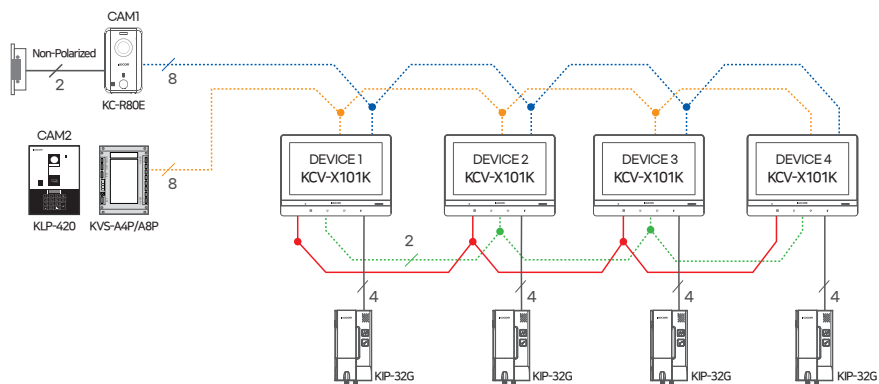 CAM1
Non-Polarized
2
8
KC-R80E
CAM2
8
KLP-420
KVS-A4P/A8P
DEVICE 1
KCV-X101K
DEVICE 2
KCV-X101K
DEVICE 3
KCV-X101K
DEVICE 4
KCV-X101K
2
4
4
4
4
KIP-32G
KIP-32G
KIP-32G
KIP-32G